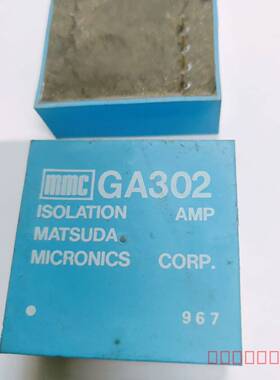 mmc GA302
ISOLATION AMP
MATSUDA
MICRONICS CORP.
967